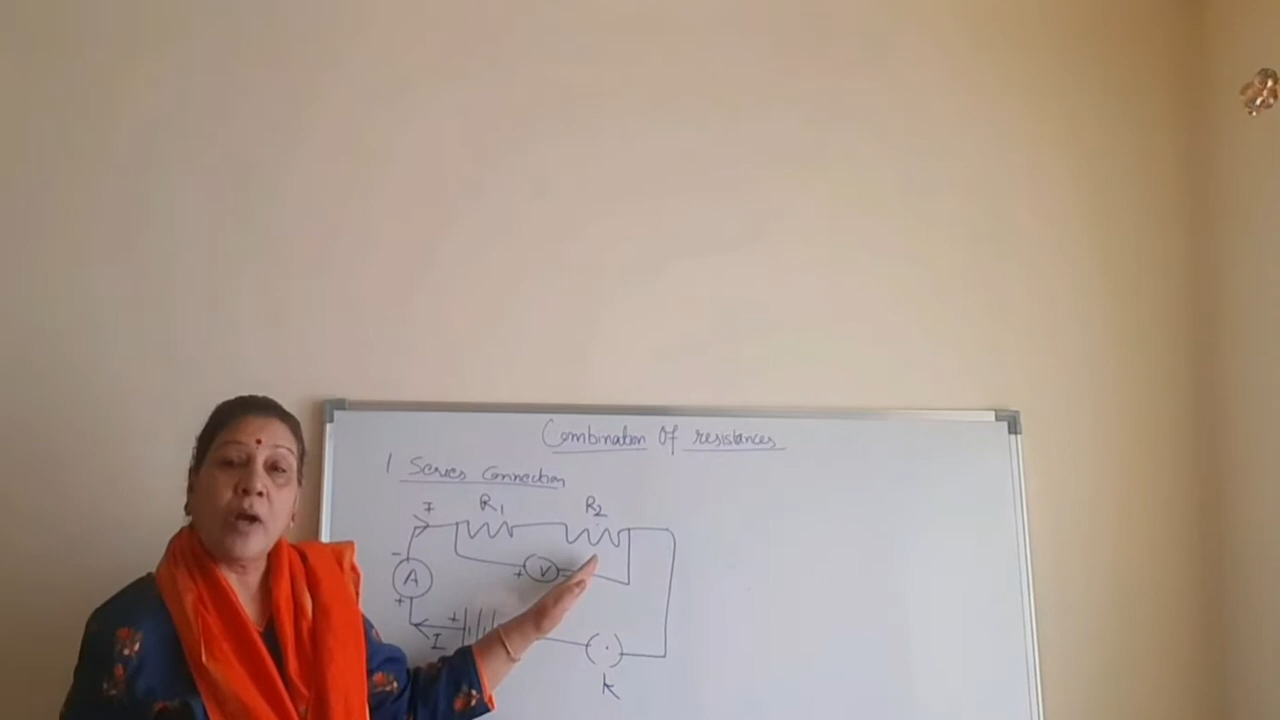 Combination Of resistances
1 Series Connection
I R1 R2
-
A + V -
+ +
I
K